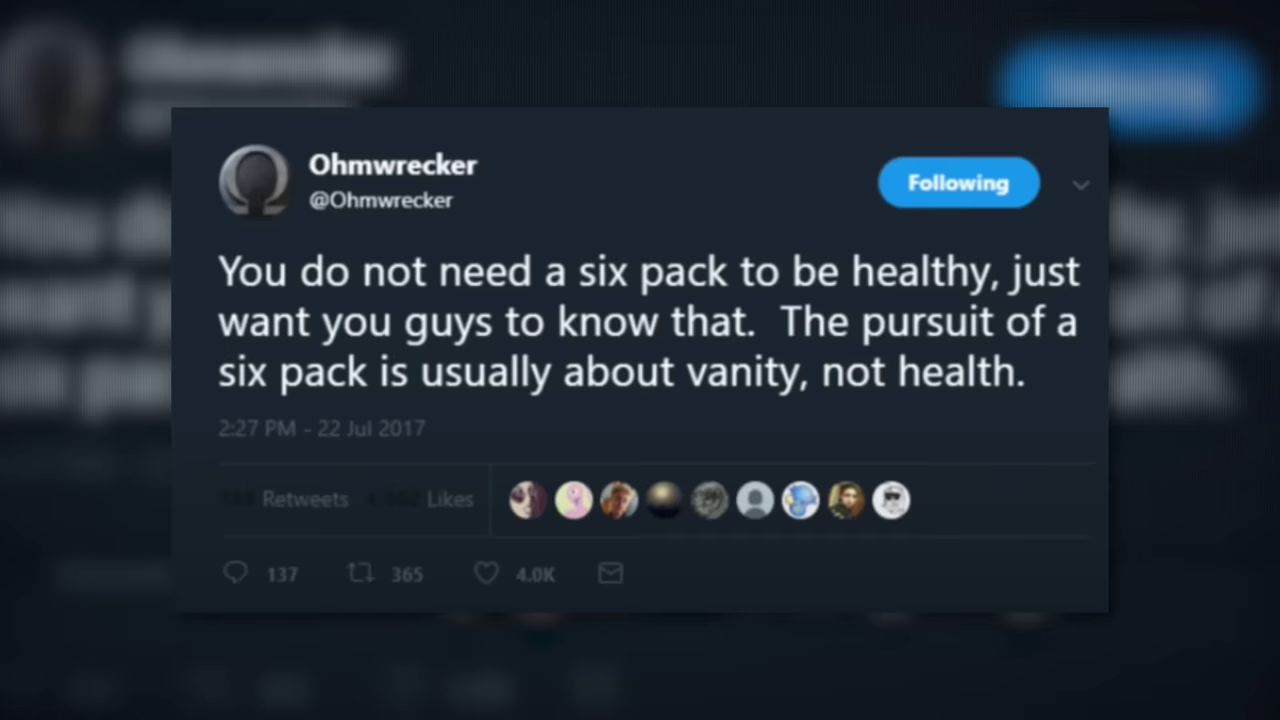 Ohmwrecker
@Ohmwrecker
Following
You do not need a six pack to be healthy, just
want you guys to know that.  The pursuit of a
six pack is usually about vanity, not health.
2:27 PM - 22 Jul 2017
Retweets Likes
137 365 4.0K